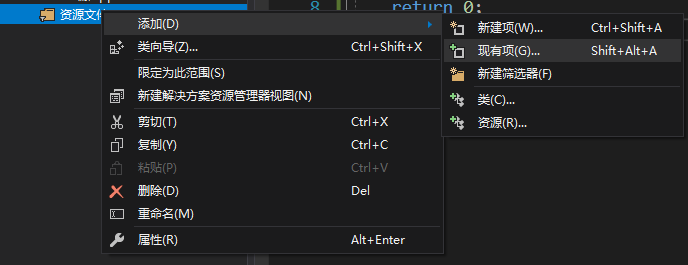 资源文件
8 return 0;
添加(D)
类向导(Z)... Ctrl+Shift+X
限定为此范围(S)
新建解决方案资源管理器视图(N)
剪切(T) Ctrl+X
复制(Y) Ctrl+C
粘贴(P) Ctrl+V
删除(D) Del
重命名(M)
属性(R) Alt+Enter
新建项(W)... Ctrl+Shift+A
现有项(G)... Shift+Alt+A
新建筛选器(F)
类(C)...
资源(R)...